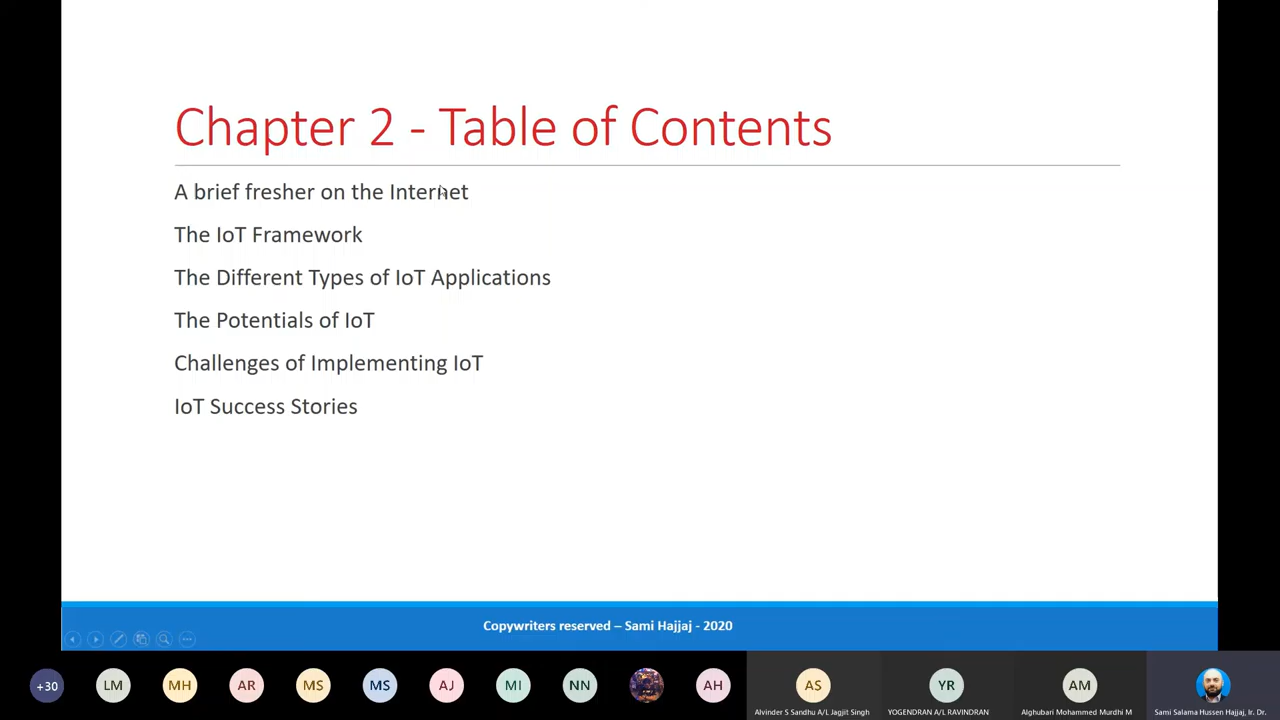 Chapter 2 - Table of Contents
A brief fresher on the Internet
The IoT Framework
The Different Types of IoT Applications
The Potentials of IoT
Challenges of Implementing IoT
IoT Success Stories
Copywriters reserved – Sami Hajjaj - 2020
+30 LM MH AR MS MS AJ MI NN AH AS YR AM
Alvinder S Sandhu A/L Jagjit Singh YOGENDRAN A/L RAVINDRAN Alghubari Mohammed Murdhi M Sami Salama Hussen Hajjaj, Ir. Dr.